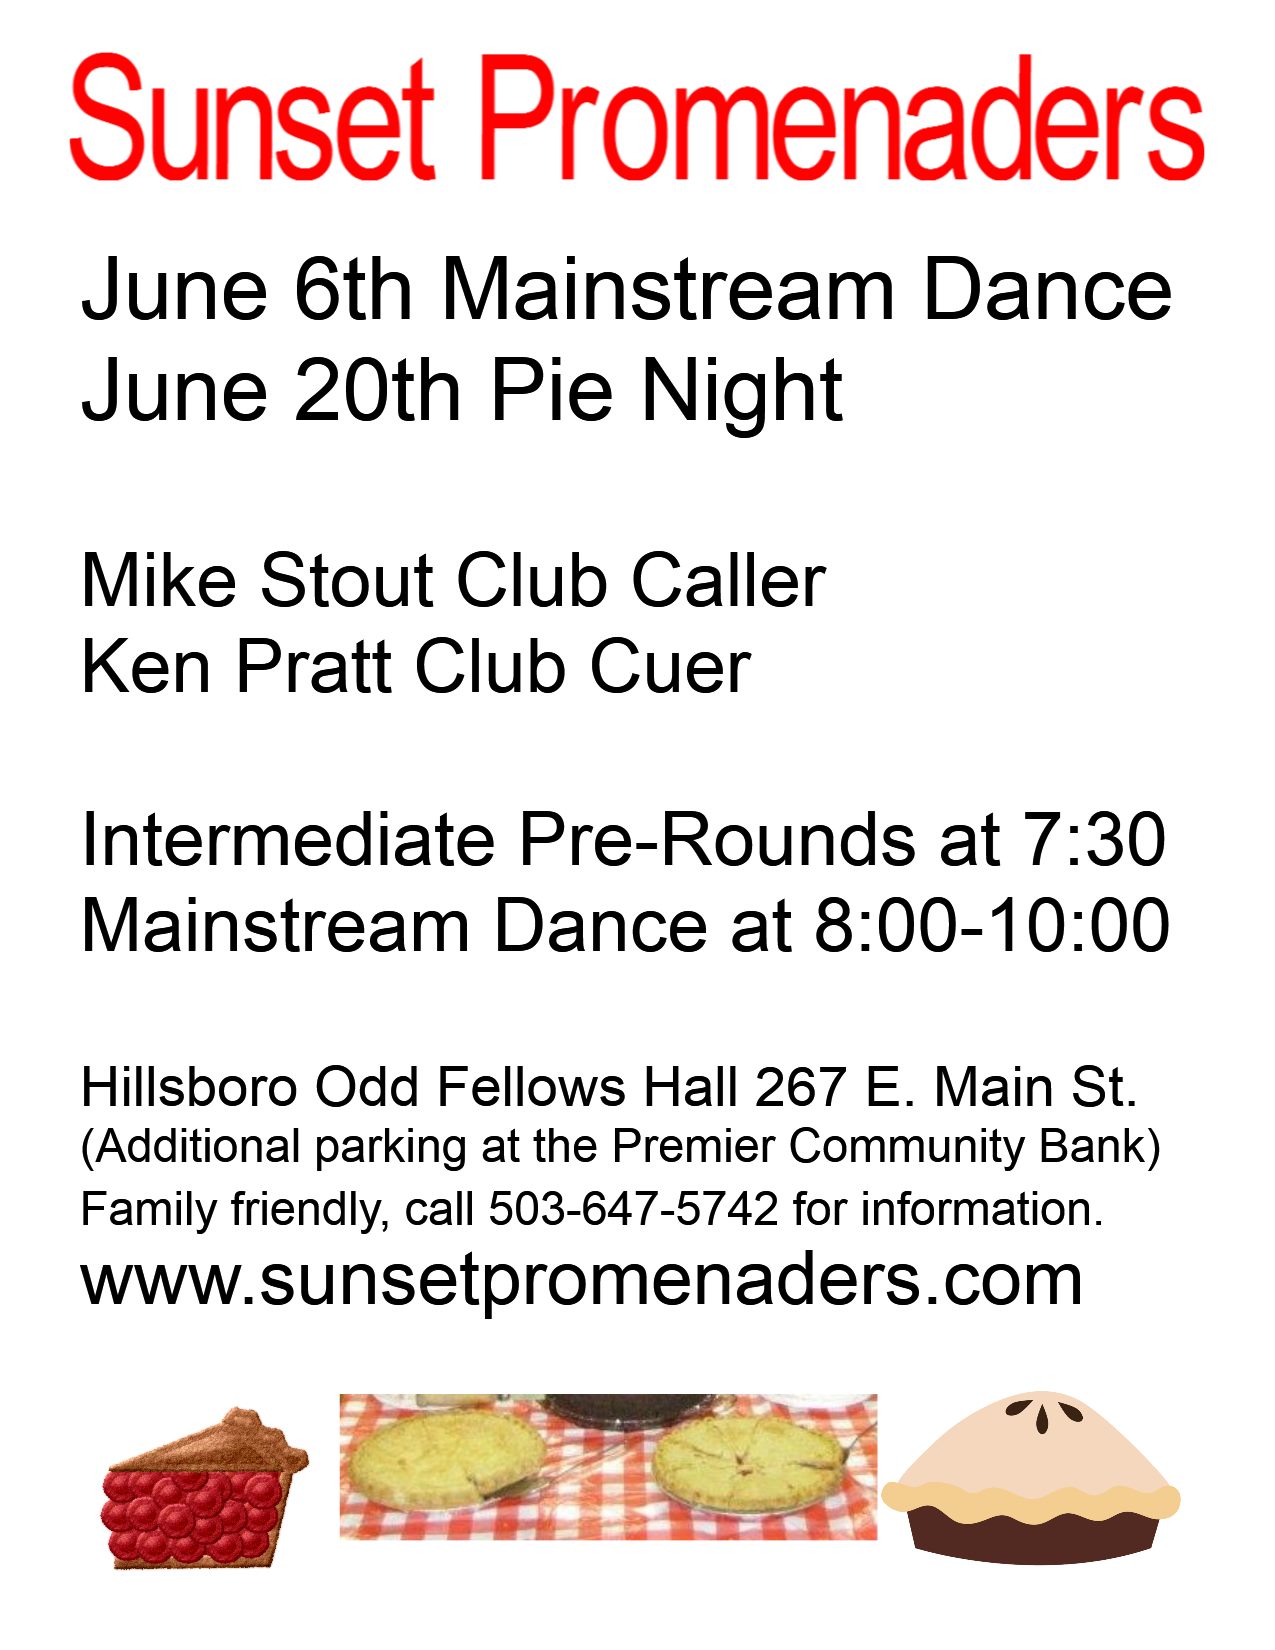 Sunset Promenaders
June 6th Mainstream Dance
June 20th Pie Night
Mike Stout Club Caller
Ken Pratt Club Cuer
Intermediate Pre-Rounds at 7:30
Mainstream Dance at 8:00-10:00
Hillsboro Odd Fellows Hall 267 E. Main St.
(Additional parking at the Premier Community Bank)
Family friendly, call 503-647-5742 for information.
www.sunsetpromenaders.com